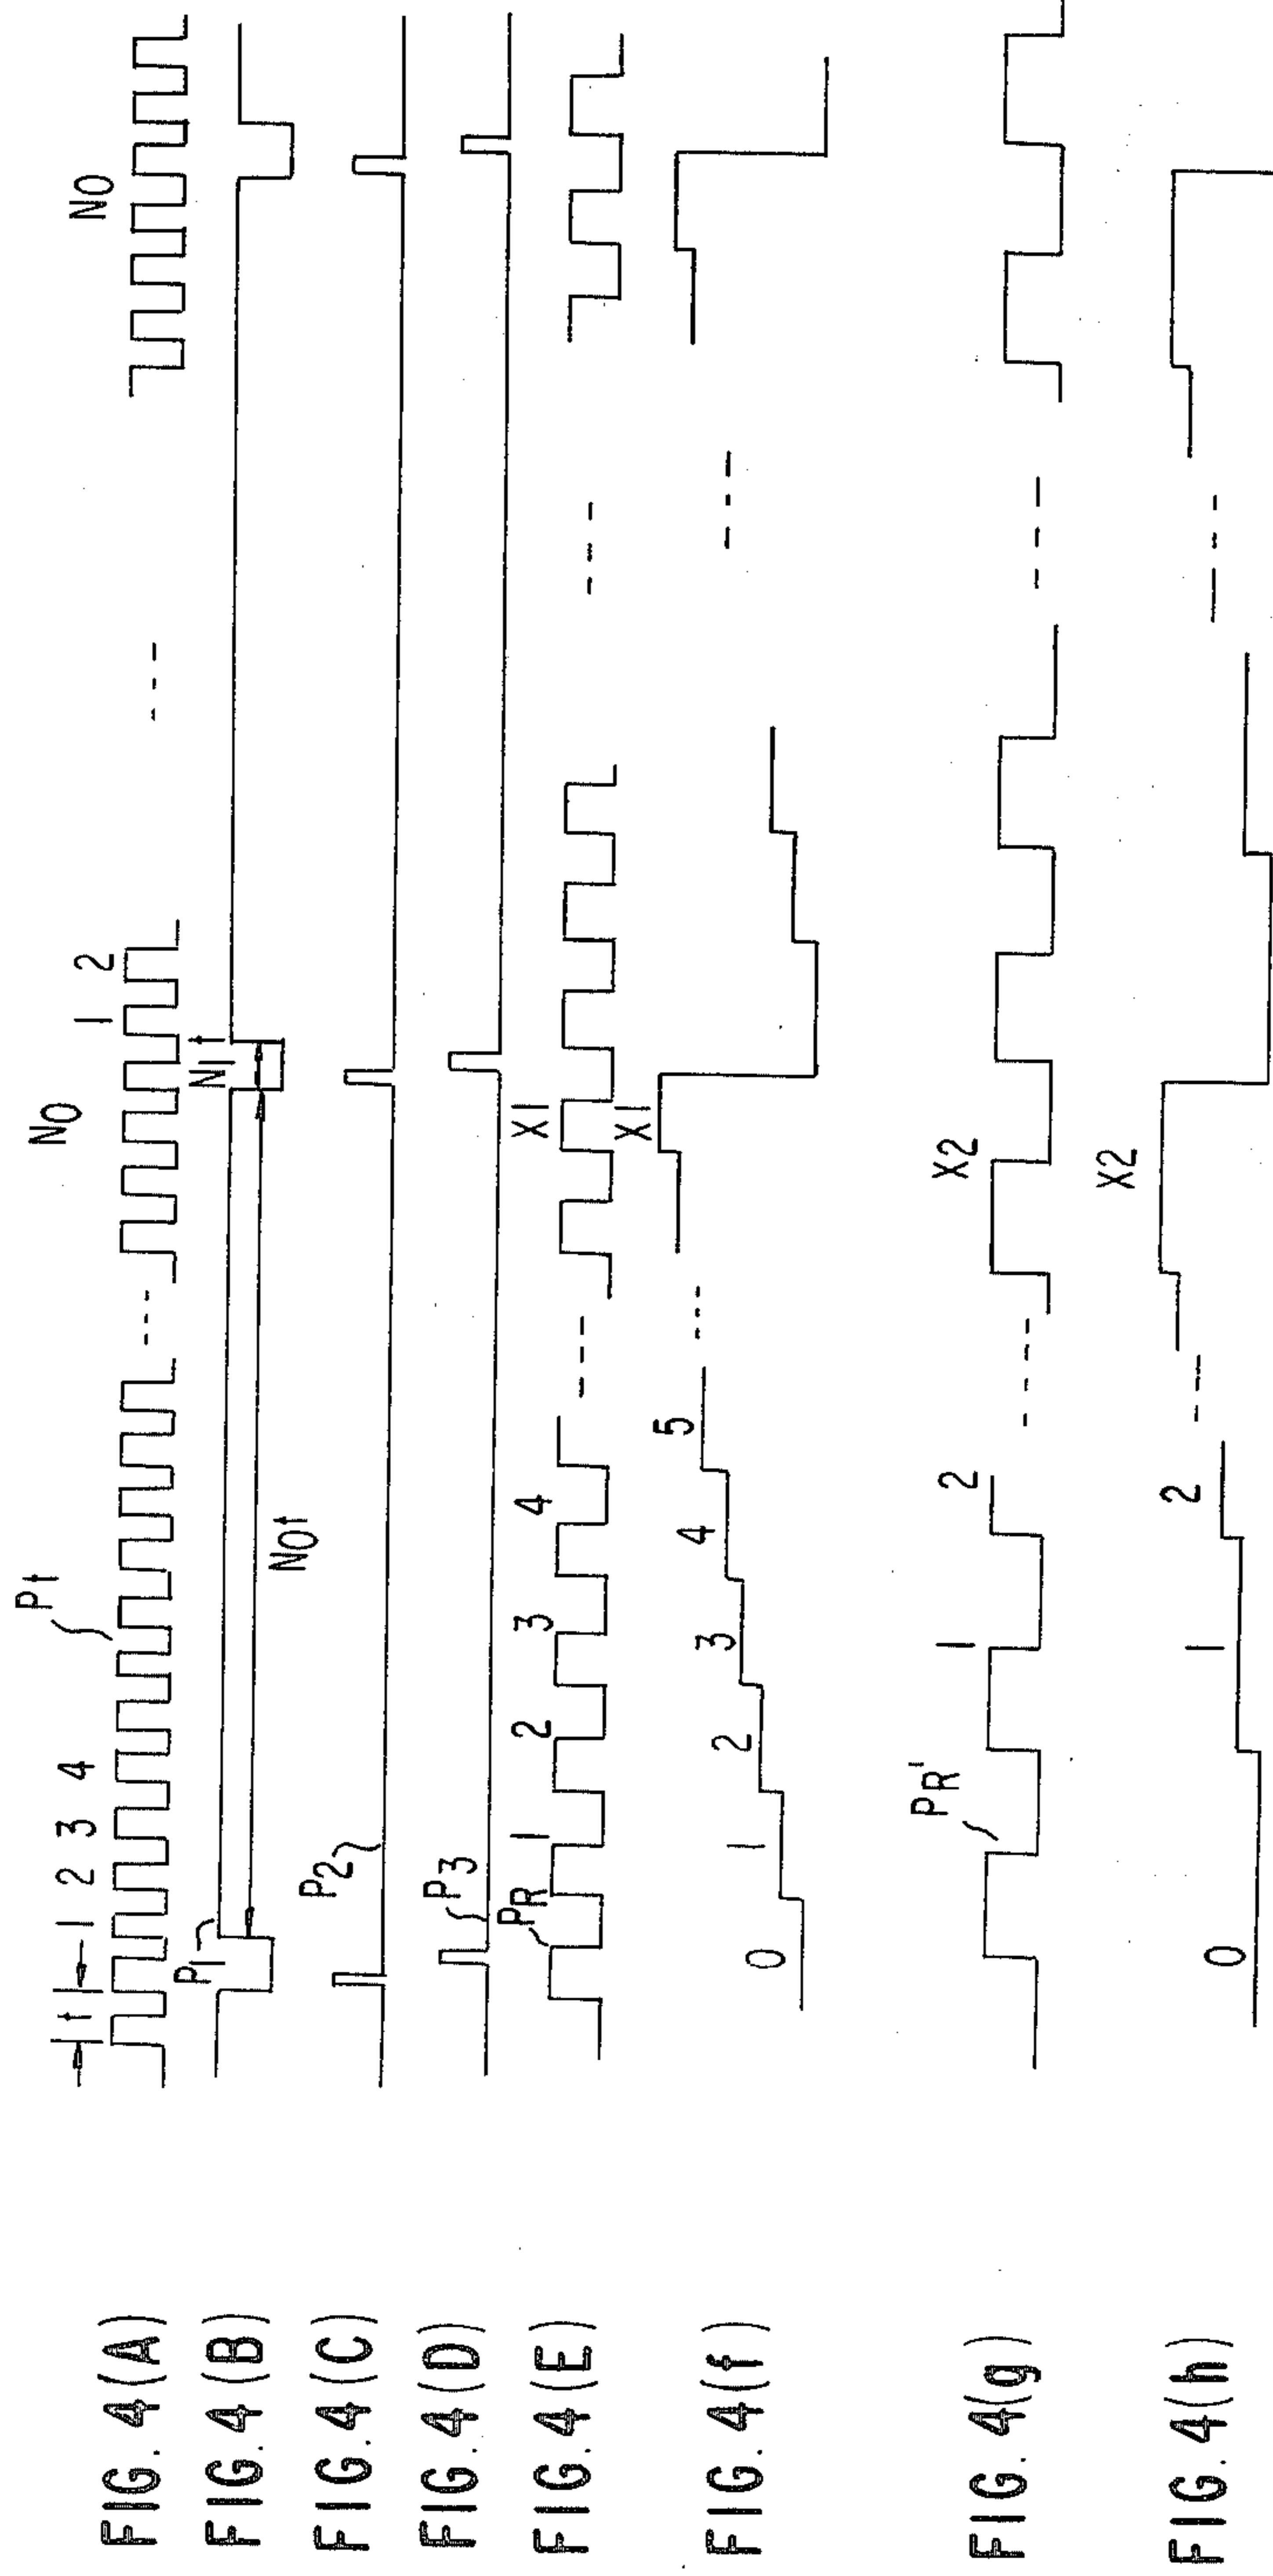 FIG. 4(A)
t
1 2 3 4
Pt
N0
1 2
N0
FIG. 4(B)
P1
N0t
N1t
FIG. 4(C)
P2
FIG. 4(D)
P3
FIG. 4(E)
PR
1 2 3 4
X1
FIG. 4(f)
0 1 2 3 4 5
X1
FIG. 4(g)
PR'
1 2
X2
FIG. 4(h)
0 1 2
X2